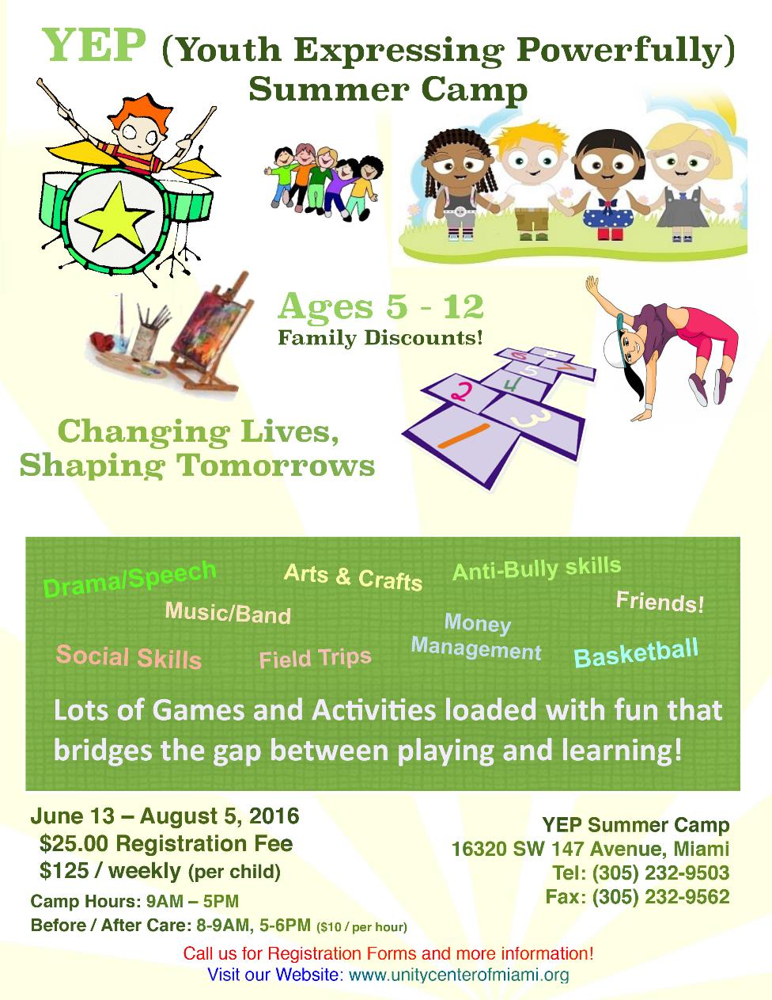 YEP (Youth Expressing Powerfully)
Summer Camp
Ages 5 - 12
Family Discounts!
1
2
3
4
5
6
7
8
Changing Lives,
Shaping Tomorrows
Drama/Speech
Arts & Crafts
Anti-Bully skills
Music/Band
Friends!
Money
Management
Social Skills
Field Trips
Basketball
Lots of Games and Activities loaded with fun that
bridges the gap between playing and learning!
June 13 – August 5, 2016
$25.00 Registration Fee
$125 / weekly (per child)
Camp Hours: 9AM – 5PM
Before / After Care: 8-9AM, 5-6PM ($10 / per hour)
YEP Summer Camp
16320 SW 147 Avenue, Miami
Tel: (305) 232-9503
Fax: (305) 232-9562
Call us for Registration Forms and more information!
Visit our Website: www.unitycenterofmiami.org